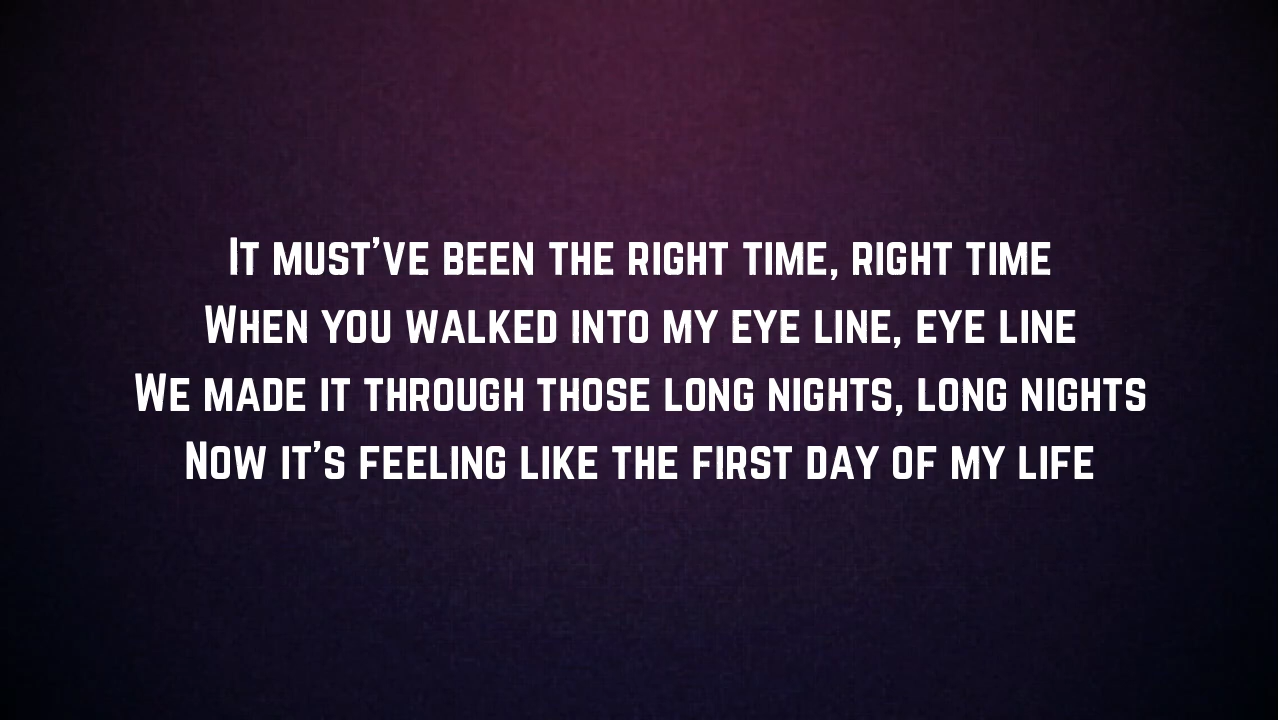 It must've been the right time, right time
When you walked into my eye line, eye line
We made it through those long nights, long nights
Now it's feeling like the first day of my life